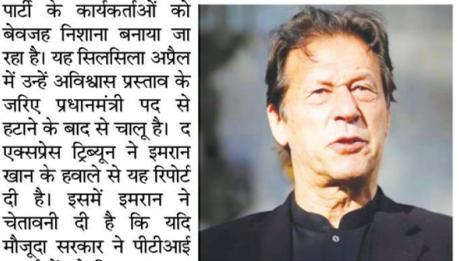 पार्टी के कार्यकर्ताओं को
बेवजह निशाना बनाया जा
रहा है। यह सिलसिला अप्रैल
में उन्हें अविश्वास प्रस्ताव के
जरिए प्रधानमंत्री पद से
हटाने के बाद से चालू है। द
एक्सप्रेस ट्रिब्यून ने इमरान
खान के हवाले से यह रिपोर्ट
दी है। इसमें इमरान ने
चेतावनी दी है कि यदि
मौजूदा सरकार ने पीटीआई